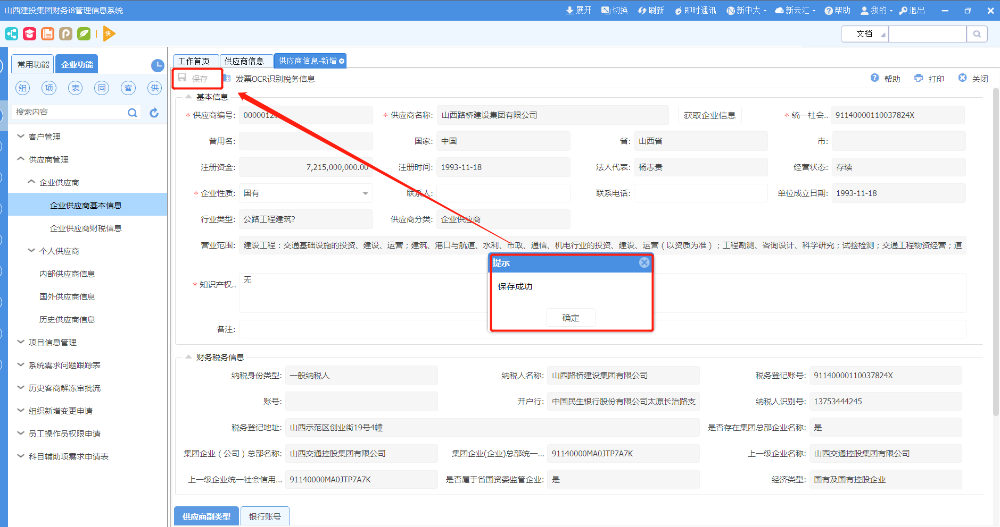 山西建投集团财务i8管理信息系统 展开 切换 刷新 即时通讯 新中大 新云汇 帮助 我的 退出
快 文档
常用功能 企业功能
组 项 表 同 客 供
搜索内容
客户管理
供应商管理
企业供应商
企业供应商基本信息
企业供应商财税信息
个人供应商
内部供应商信息
国外供应商信息
历史供应商信息
项目信息管理
系统需求问题跟踪表
历史客商解冻审批流
组织新增变更申请
员工操作员权限申请
科目辅助项需求申请表
工作首页 供应商信息 供应商信息-新增
保存 发票OCR识别税务信息 帮助 打印 关闭
基本信息
* 供应商编号: * 供应商名称: 山西路桥建设集团有限公司 获取企业信息 * 统一社会.. 91140000110037824X
曾用名: 国家: 中国 省: 山西省 市:
注册资金: 7,215,000,000.00 注册时间: 1993-11-18 法人代表: 杨志贵 经营状态: 存续
* 企业性质: 国有 联系人: 联系电话: 单位成立日期: 1993-11-18
行业类型: 公路工程建筑? 供应商分类: 企业供应商
营业范围: 建设工程：交通基础设施的投资、建设、运营；建筑、港口与航道、水利、市政、通信、机电行业的投资、建设、运营（以资质为准）；工程勘测、咨询设计、科学研究；试验检测；交通工程物资经营；道
* 知识产权.. 无
备注:
提示
保存成功
确定
财务税务信息
纳税身份类型: 一般纳税人 纳税人名称: 山西路桥建设集团有限公司 税务登记账号: 91140000110037824X
账号: 开户行: 中国民生银行股份有限公司太原长治路支 纳税人识别号: 13753444245
税务登记地址: 山西示范区创业街19号4幢 是否存在集团总部企业名称: 是
集团企业（公司）总部名称: 山西交通控股集团有限公司 集团企业(企业)总部统一... 91140000MA0JTP7A7K 上一级企业名称: 山西交通控股集团有限公司
上一级企业统一社会信用... 91140000MA0JTP7A7K 是否属于省国资委监管企业: 是 经济类型: 国有及国有控股企业
供应商副类型 银行账号